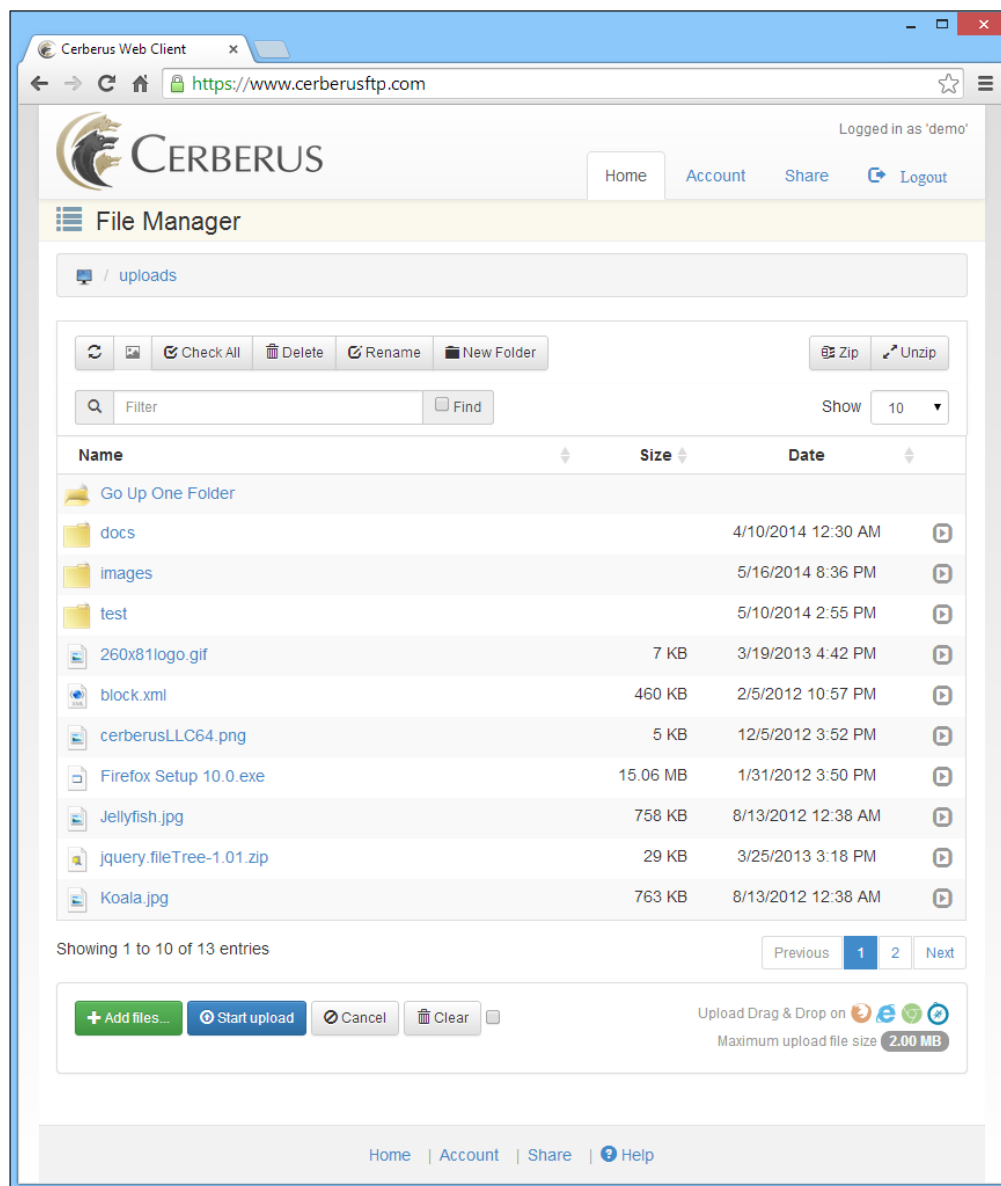 Cerberus Web Client
https://www.cerberusftp.com
CERBERUS
Logged in as 'demo'
Home Account Share Logout
File Manager
/ uploads
Check All Delete Rename New Folder Zip Unzip
Filter Find Show 10
Name Size Date
Go Up One Folder
docs 4/10/2014 12:30 AM
images 5/16/2014 8:36 PM
test 5/10/2014 2:55 PM
260x81logo.gif 7 KB 3/19/2013 4:42 PM
block.xml 460 KB 2/5/2012 10:57 PM
cerberusLLC64.png 5 KB 12/5/2012 3:52 PM
Firefox Setup 10.0.exe 15.06 MB 1/31/2012 3:50 PM
Jellyfish.jpg 758 KB 8/13/2012 12:38 AM
jquery.fileTree-1.01.zip 29 KB 3/25/2013 3:18 PM
Koala.jpg 763 KB 8/13/2012 12:38 AM
Showing 1 to 10 of 13 entries Previous 1 2 Next
Add files... Start upload Cancel Clear Upload Drag & Drop on
Maximum upload file size 2.00 MB
Home | Account | Share | Help